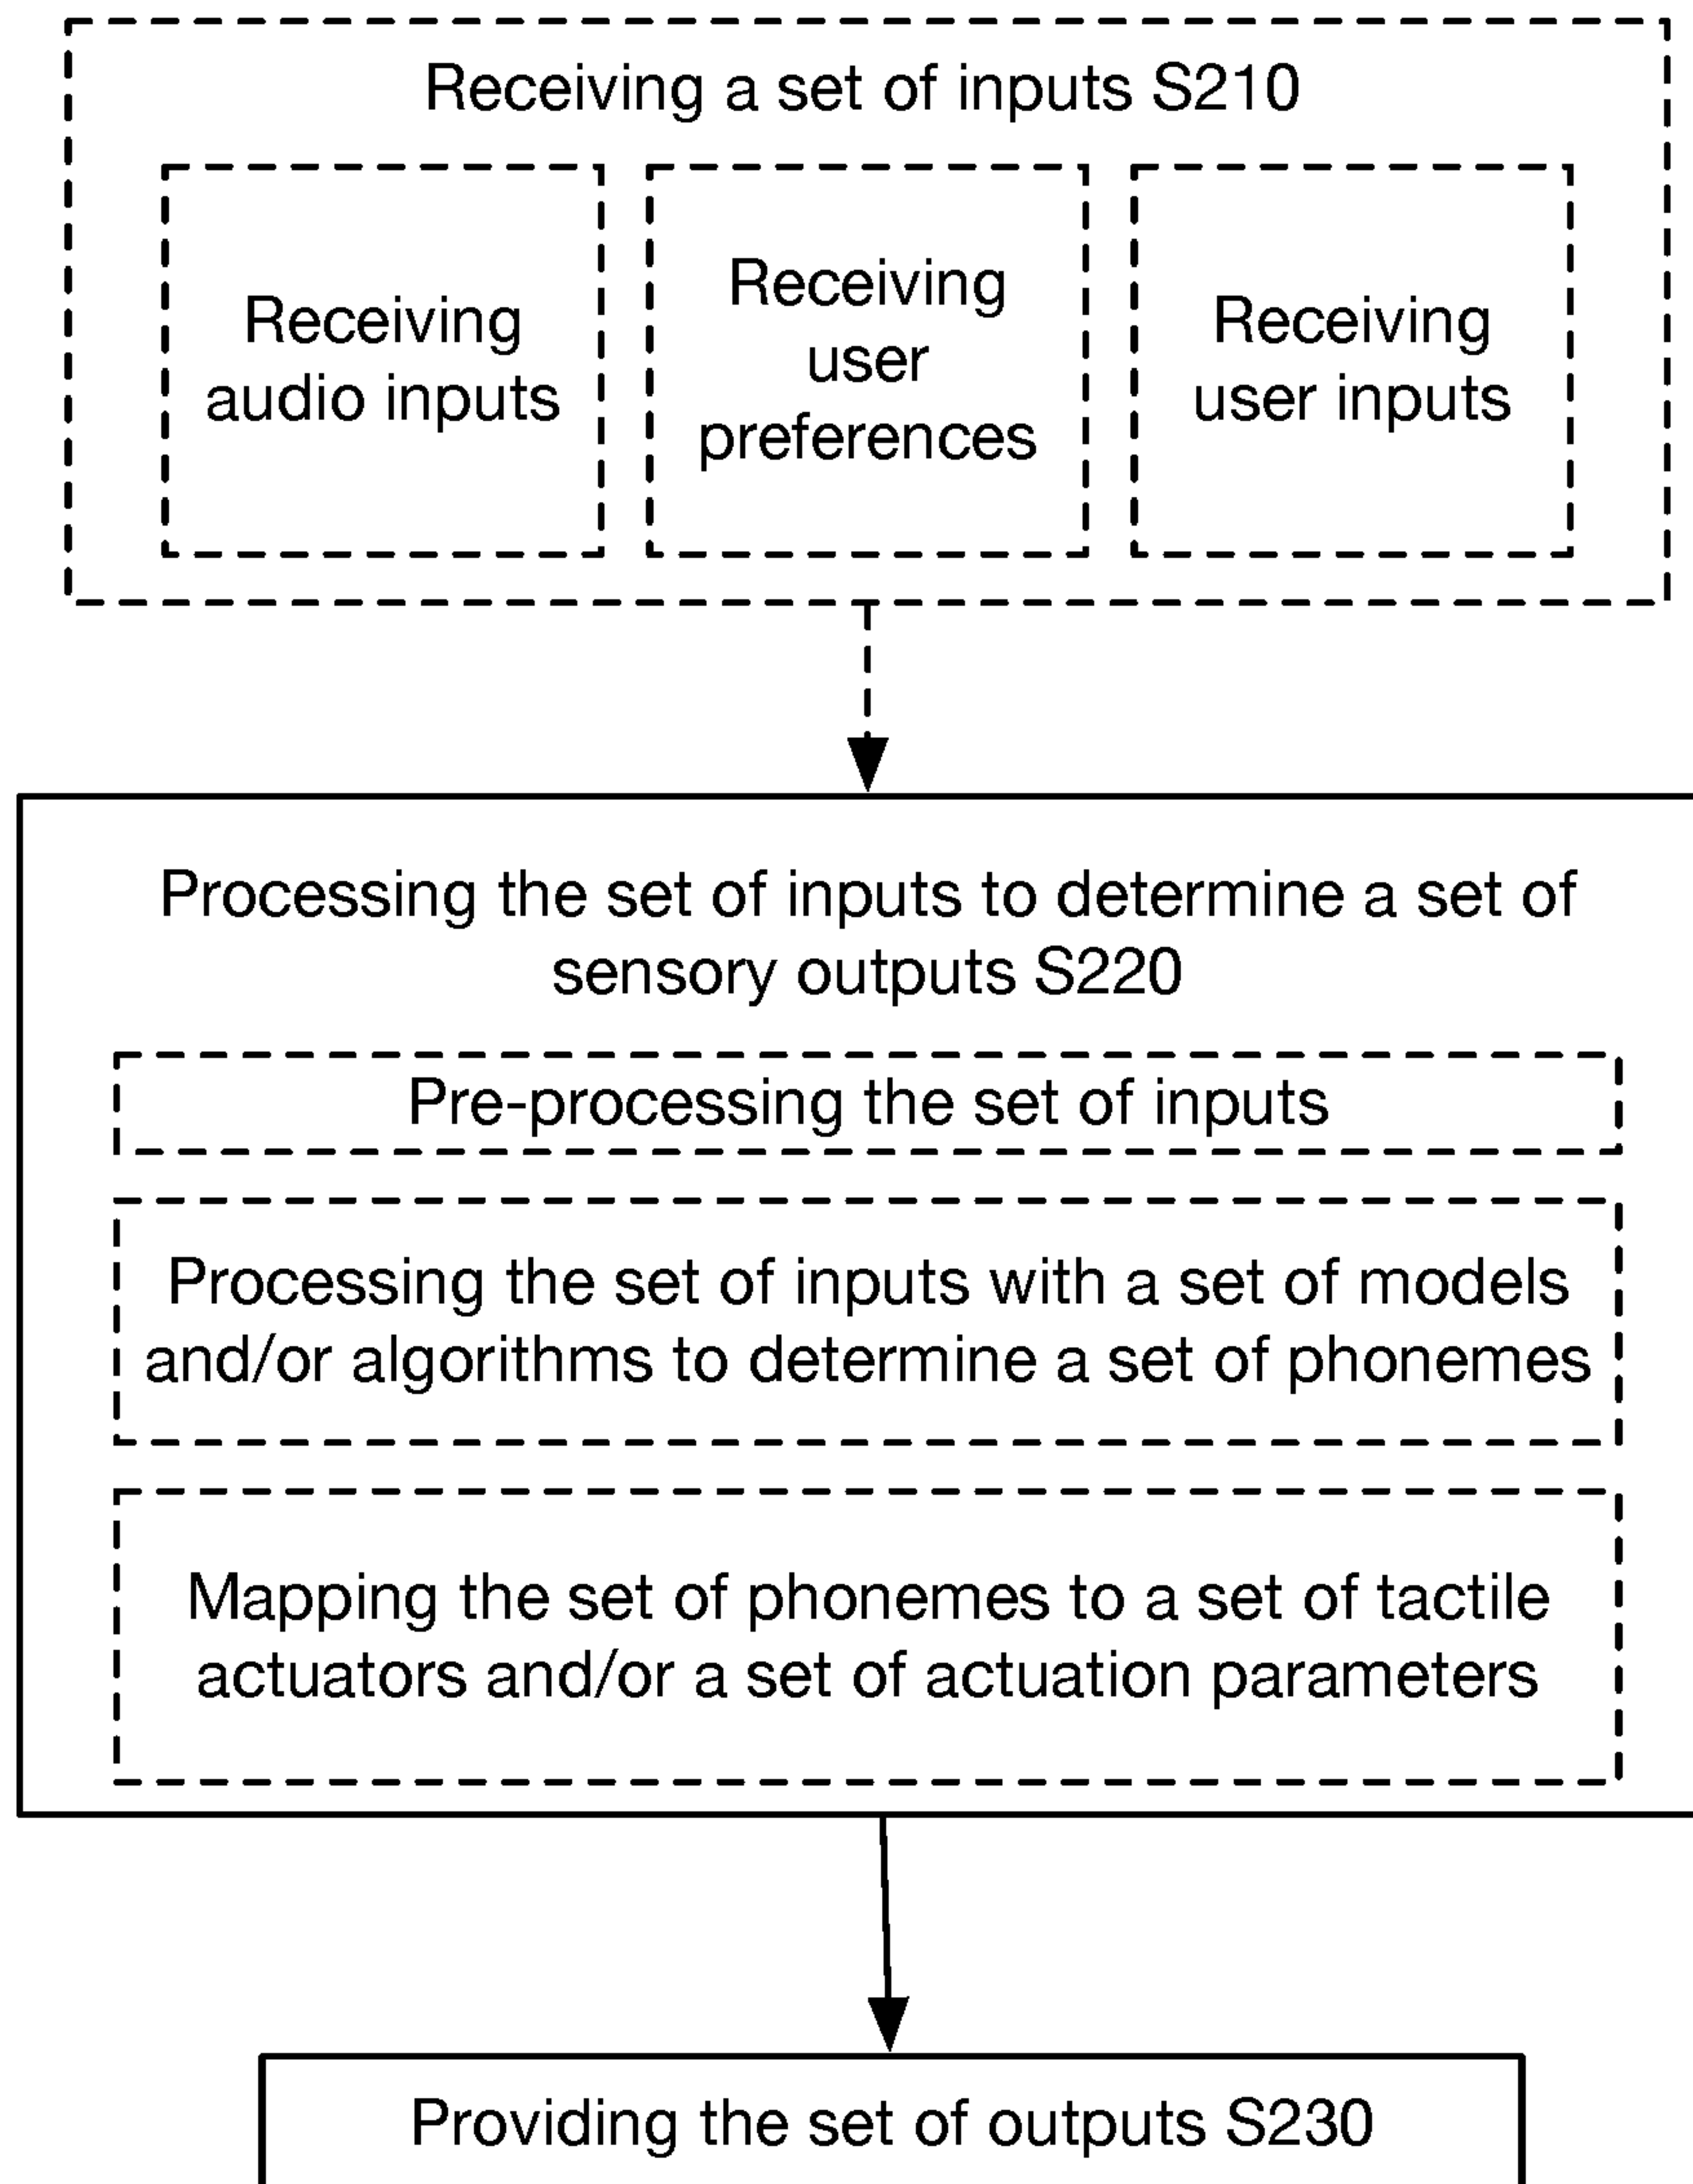 Receiving a set of inputs S210
Receiving
audio inputs
Receiving
user
preferences
Receiving
user inputs
Processing the set of inputs to determine a set of
sensory outputs S220
Pre-processing the set of inputs
Processing the set of inputs with a set of models
and/or algorithms to determine a set of phonemes
Mapping the set of phonemes to a set of tactile
actuators and/or a set of actuation parameters
Providing the set of outputs S230